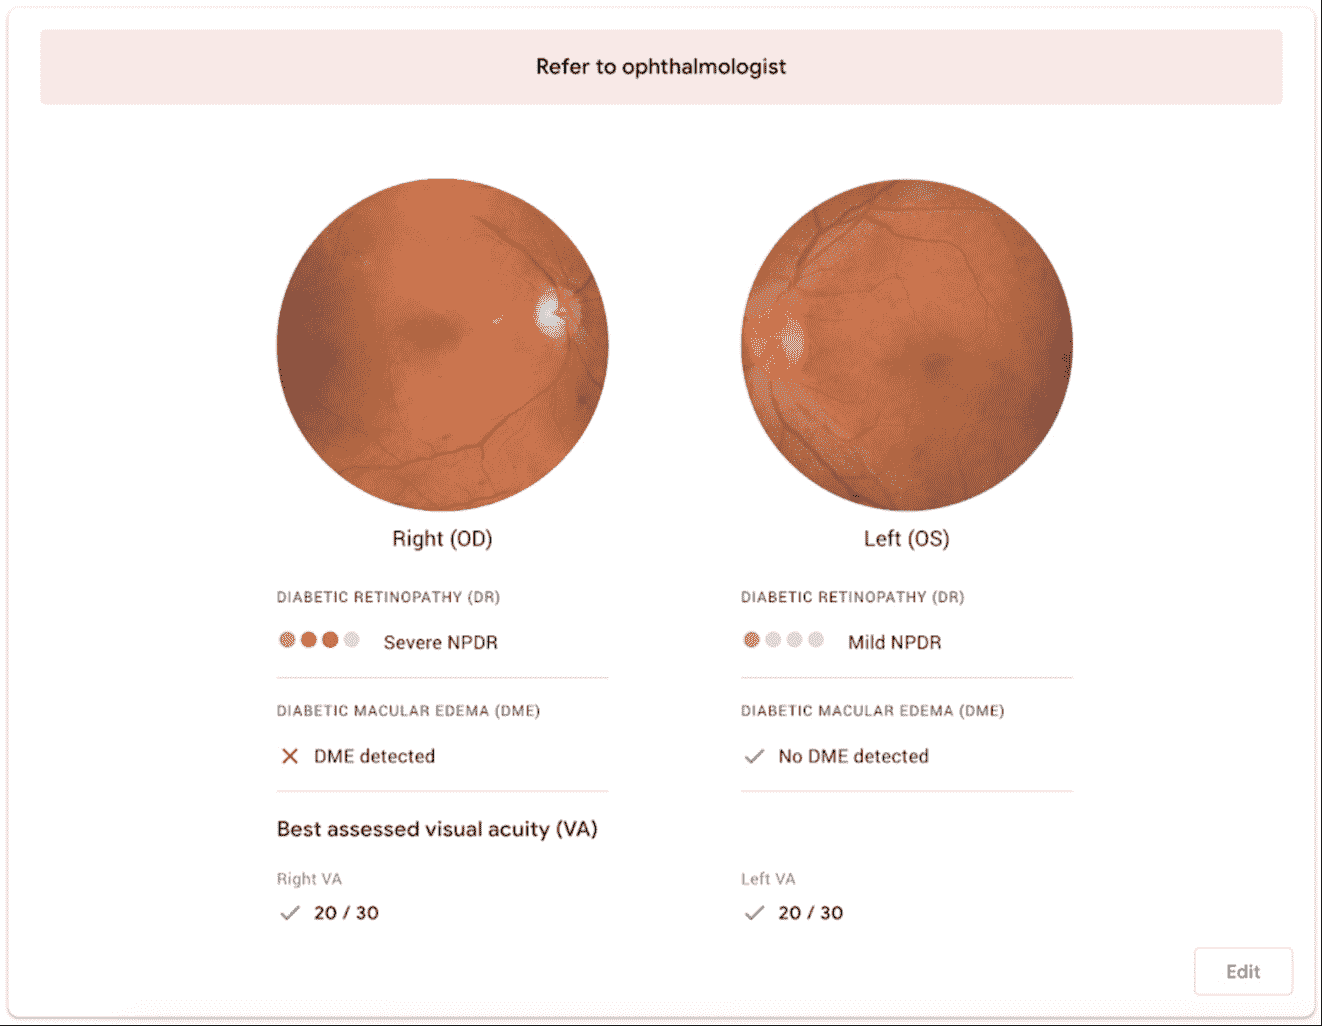 Refer to ophthalmologist
Right (OD)
Left (OS)
DIABETIC RETINOPATHY (DR)
DIABETIC RETINOPATHY (DR)
Severe NPDR
Mild NPDR
DIABETIC MACULAR EDEMA (DME)
DIABETIC MACULAR EDEMA (DME)
DME detected
No DME detected
Best assessed visual acuity (VA)
Right VA
Left VA
20 / 30
20 / 30
Edit